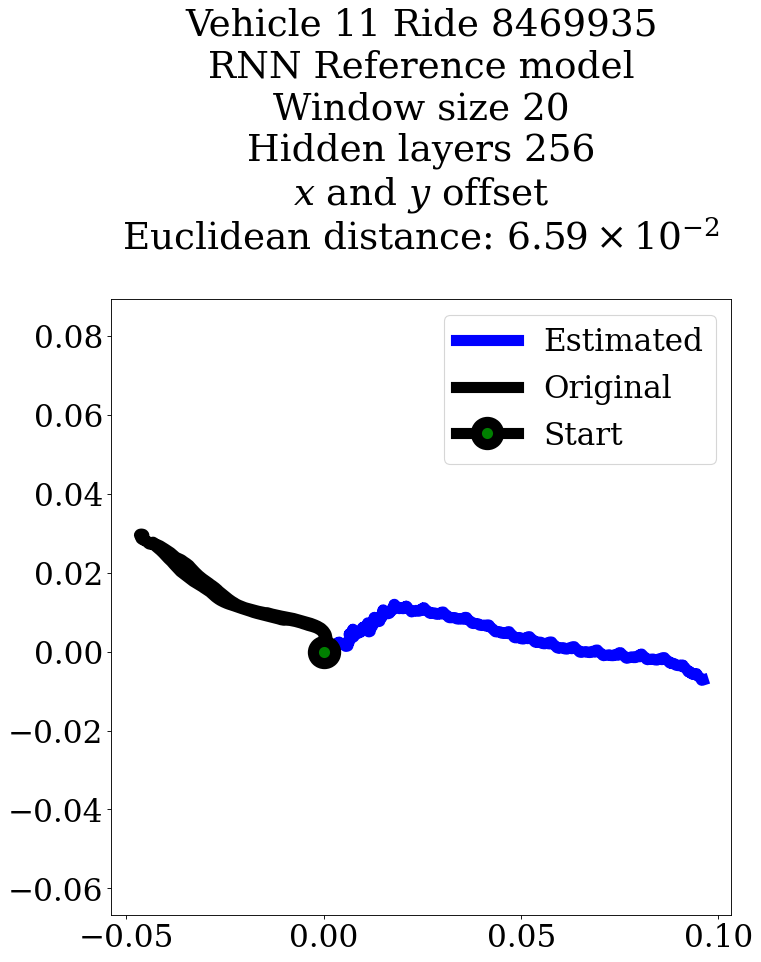 Vehicle 11 Ride 8469935
RNN Reference model
Window size 20
Hidden layers 256
x and y offset
Euclidean distance: 6.59 × 10⁻²
Estimated
Original
Start
0.08
0.06
0.04
0.02
0.00
−0.02
−0.04
−0.06
−0.05 0.00 0.05 0.10